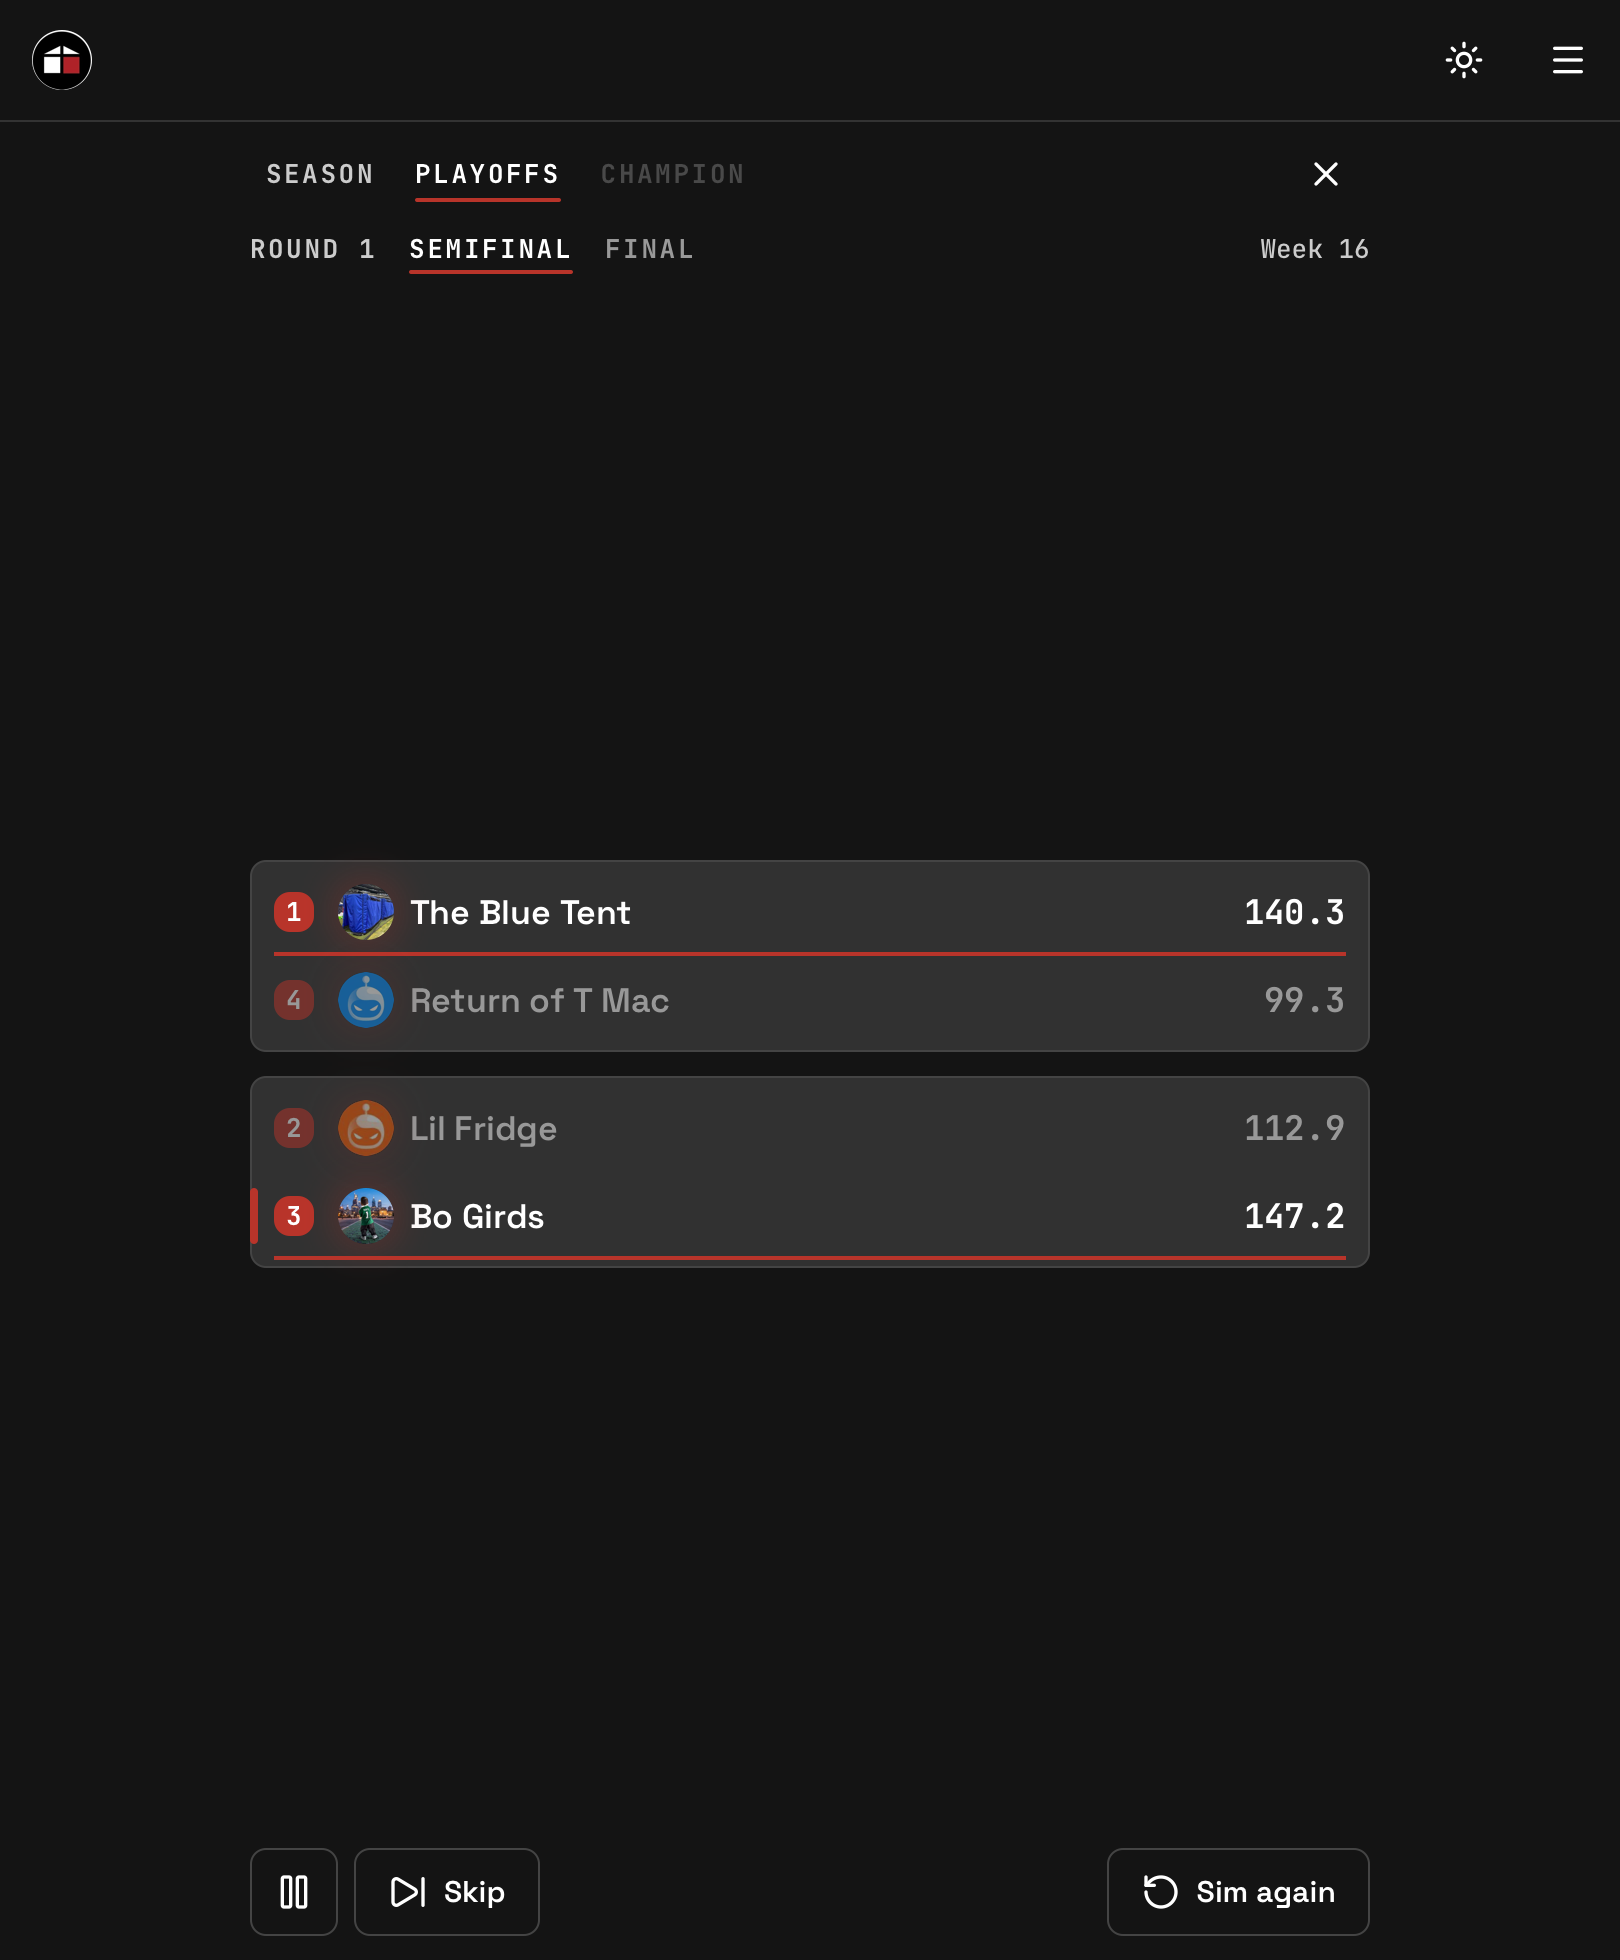 SEASON PLAYOFFS CHAMPION
ROUND 1 SEMIFINAL FINAL Week 16
1 The Blue Tent 140.3
4 Return of T Mac 99.3
2 Lil Fridge 112.9
3 Bo Girds 147.2
Skip Sim again